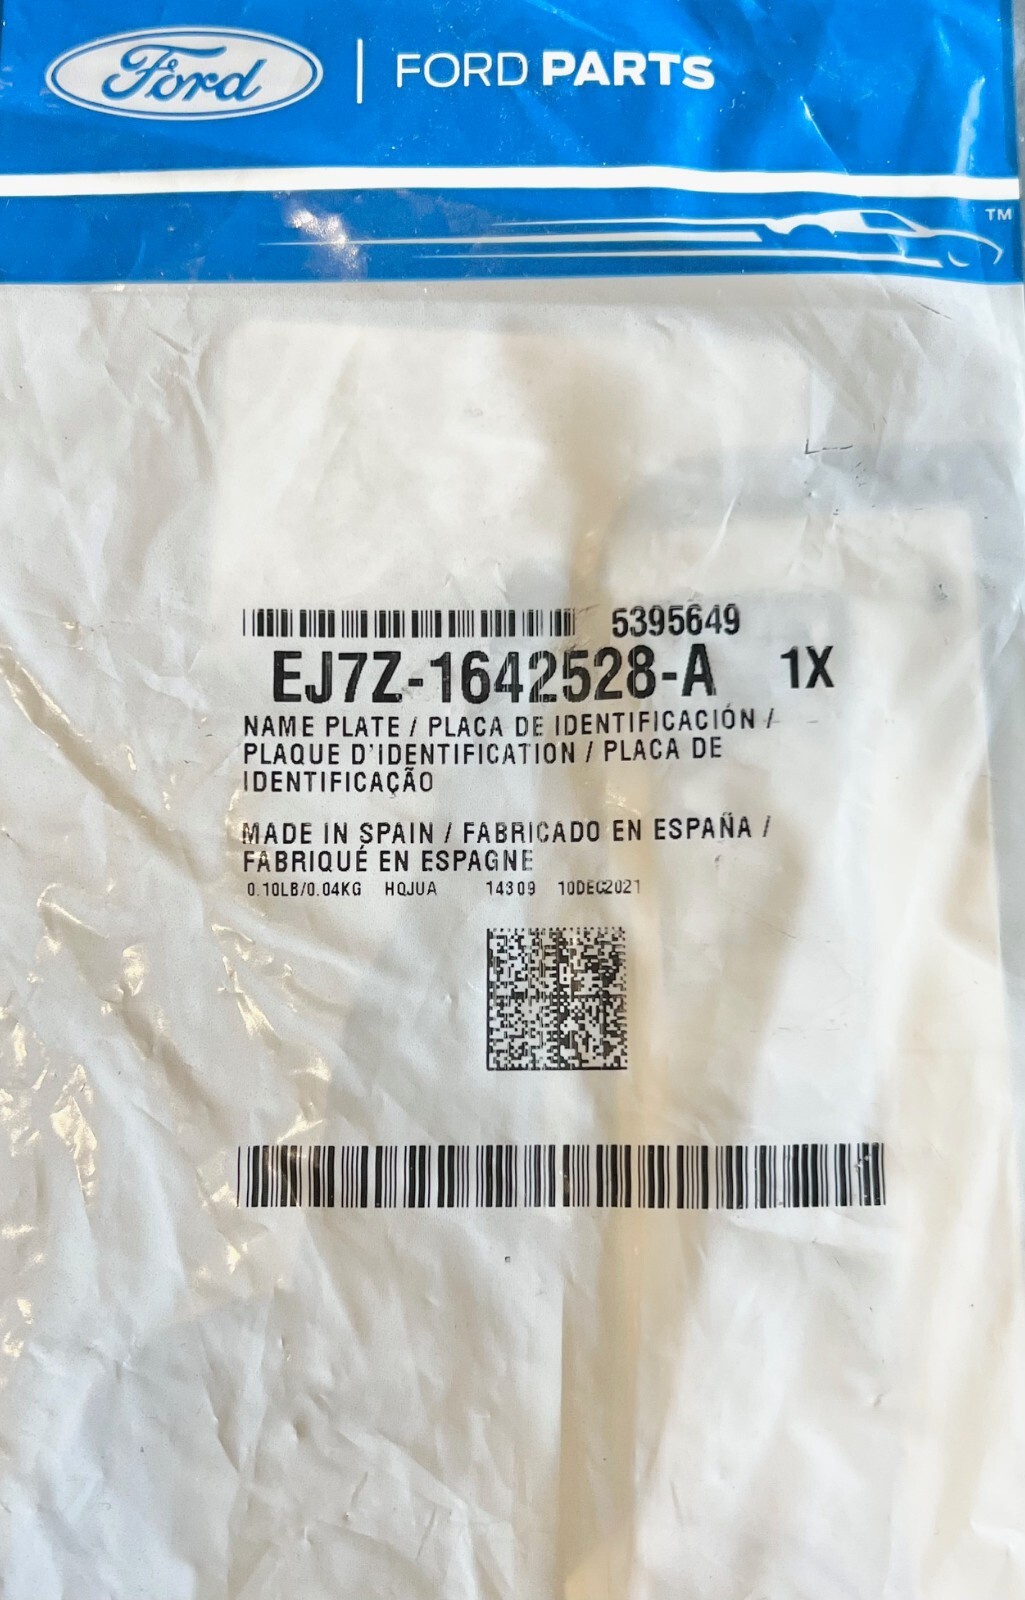 Ford | FORD PARTS
TM
5395649
EJ7Z-1642528-A 1X
NAME PLATE / PLACA DE IDENTIFICACIÓN /
PLAQUE D'IDENTIFICATION / PLACA DE
IDENTIFICAÇÃO
MADE IN SPAIN / FABRICADO EN ESPAÑA /
FABRIQUÉ EN ESPAGNE
0.10LB/0.04KG HQJUA 14309 10DEC2021